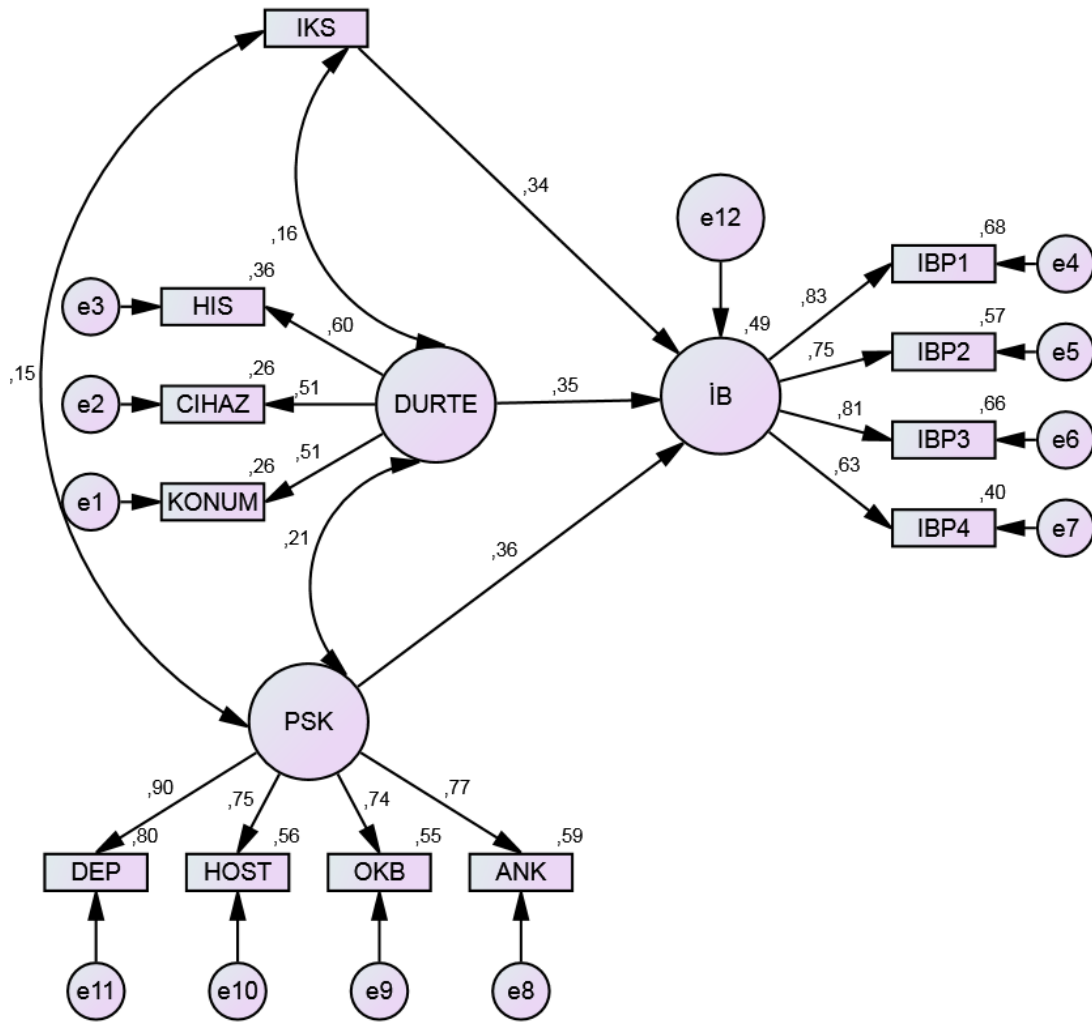 IKS
,34
,16
,15
e12
,49
İB
,68
IBP1
e4
,83
,57
IBP2
e5
,75
,66
IBP3
e6
,81
,40
IBP4
e7
,63
,36
e3
HIS
,60
,26
e2
CIHAZ
,51
DURTE
,35
,26
e1
KONUM
,51
,21
,36
PSK
,90
,75
,74
,77
,80
,56
,55
,59
DEP
HOST
OKB
ANK
e11
e10
e9
e8